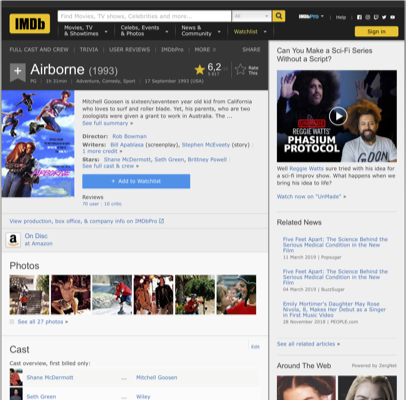 IMDb
Find Movies, TV shows, Celebrities and more...
All
Movies, TV
& Showtimes
Celebs, Events
& Photos
News &
Community
Watchlist
IMDbPro
Help
Sign in
FULL CAST AND CREW | TRIVIA | USER REVIEWS | IMDbPro | MORE
SHARE
Airborne (1993)
PG | 1h 31min | Adventure, Comedy, Sport | 17 September 1993 (USA)
6,2
Rate
This
Mitchell Goosen is sixteen/seventeen year old kid from California
who loves to surf and roller blade. Yet, his parents, who are two
zoologists were given a grant to work in Australia. The ...
See full summary »
Director: Rob Bowman
Writers: Bill Apablasa (screenplay), Stephen McEveety (story) |
1 more credit »
Stars: Shane McDermott, Seth Green, Brittney Powell |
See full cast & crew »
+ Add to Watchlist
Reviews
View production, box office, & company info on IMDbPro
On Disc
at Amazon
Photos
See all 27 photos »
Cast
Edit
Cast overview, first billed only:
Shane McDermott ... Mitchell Goosen
Seth Green ... Wiley
Can You Make a Sci-Fi Series
Without a Script?
REGGIE WATTS'
PHASIUM
PROTOCOL
Well Reggie Watts sure tried with his idea for
a sci-fi improv show. What happens when we
bring his idea to life?
Watch now on "UnMade" »
Related News
Five Feet Apart: The Science Behind the
Serious Medical Condition in the New
Film
11 March 2019 | Popsugar
Five Feet Apart: The Science Behind the
Serious Medical Condition in the New
Film
04 March 2019 | BuzzSugar
Emily Mortimer's Daughter May Rose
Nivola, 8, Makes Her Debut as a Singer
in First Music Video
28 November 2018 | PEOPLE.com
See all related articles »
Around The Web
Powered by ZergNet